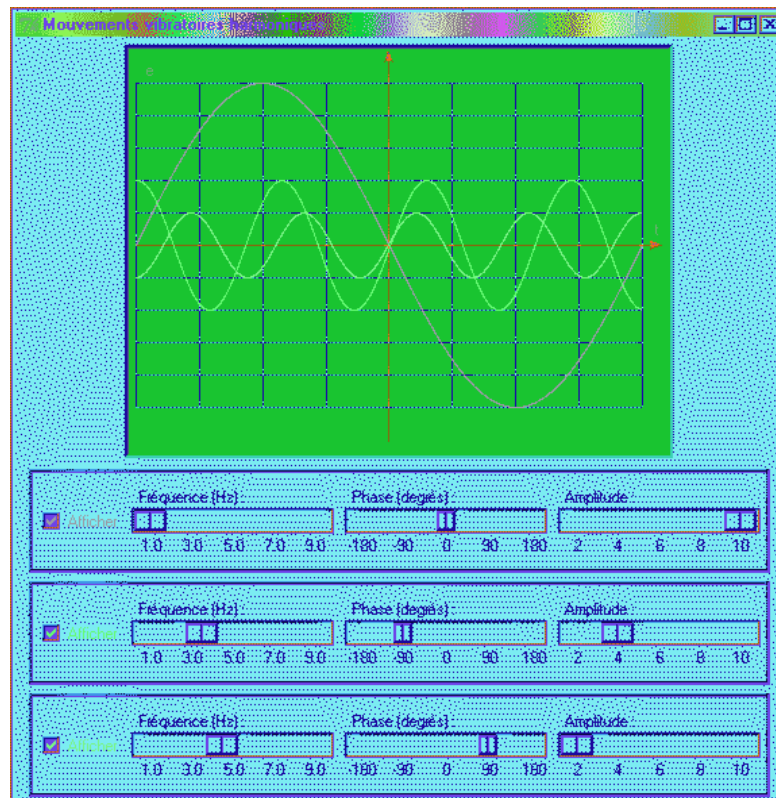 Mouvements vibratoires harmoniques
e
t
Fréquence (Hz) : Phase (degrés) : Amplitude :
Afficher
1.0 3.0 5.0 7.0 9.0 -180 -90 0 90 180 2 4 6 8 10
Fréquence (Hz) : Phase (degrés) : Amplitude :
Afficher
1.0 3.0 5.0 7.0 9.0 -180 -90 0 90 180 2 4 6 8 10
Fréquence (Hz) : Phase (degrés) : Amplitude :
Afficher
1.0 3.0 5.0 7.0 9.0 -180 -90 0 90 180 2 4 6 8 10